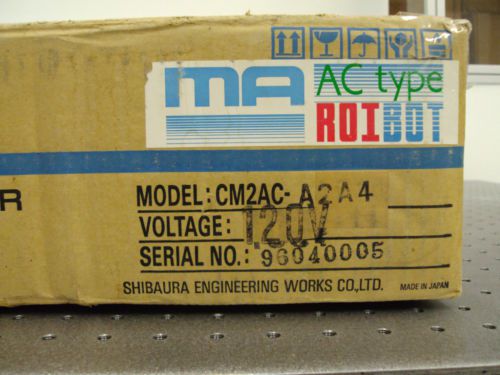 MA AC type
ROIBOT
R
MODEL: CM2AC- A2A4
VOLTAGE: 120V
SERIAL NO.: 96040005
SHIBAURA ENGINEERING WORKS CO.,LTD. MADE IN JAPAN